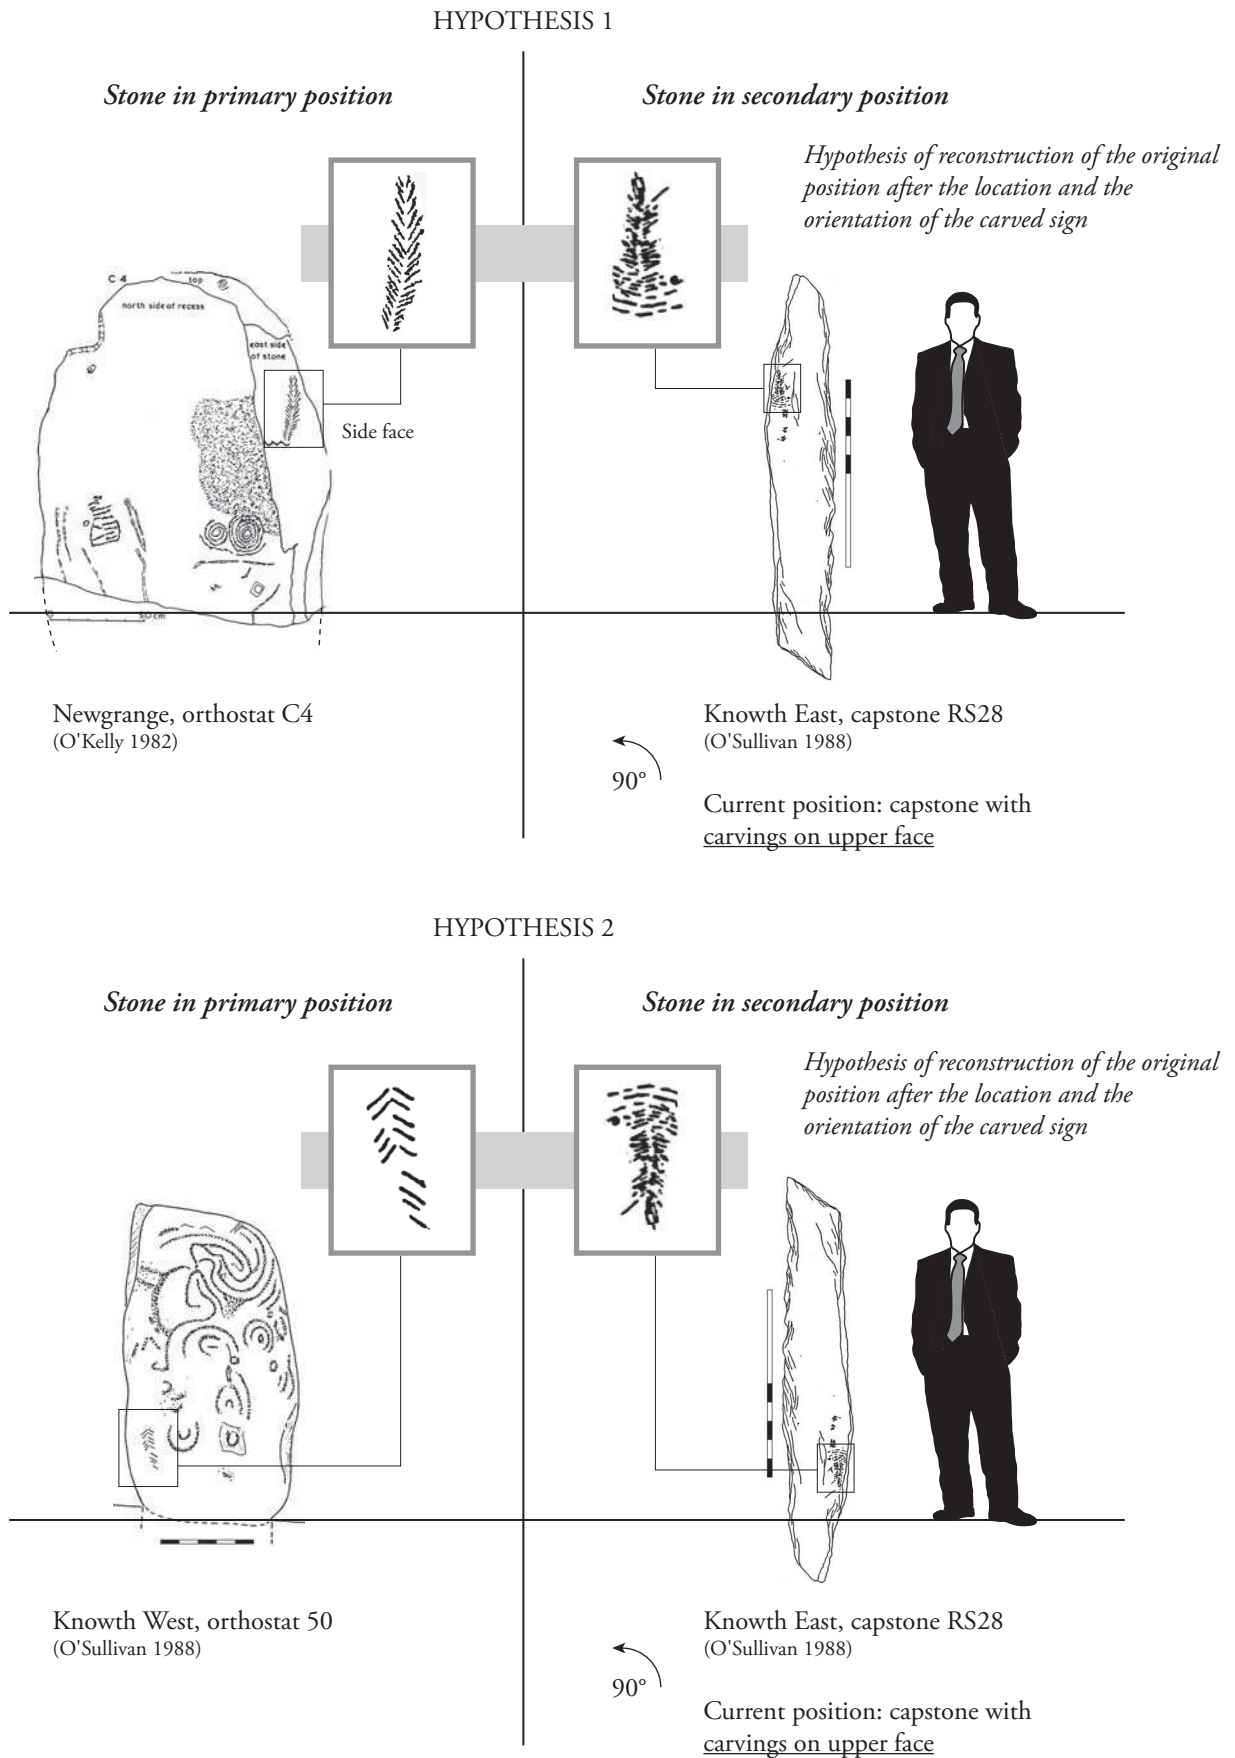 HYPOTHESIS 1
Stone in primary position
Stone in secondary position
Hypothesis of reconstruction of the original
position after the location and the
orientation of the carved sign
C 4
top
north side of recess
east side
of stone
Side face
50cm
Newgrange, orthostat C4
(O'Kelly 1982)
90°
Knowth East, capstone RS28
(O'Sullivan 1988)
Current position: capstone with
carvings on upper face
HYPOTHESIS 2
Stone in primary position
Stone in secondary position
Hypothesis of reconstruction of the original
position after the location and the
orientation of the carved sign
Knowth West, orthostat 50
(O'Sullivan 1988)
90°
Knowth East, capstone RS28
(O'Sullivan 1988)
Current position: capstone with
carvings on upper face